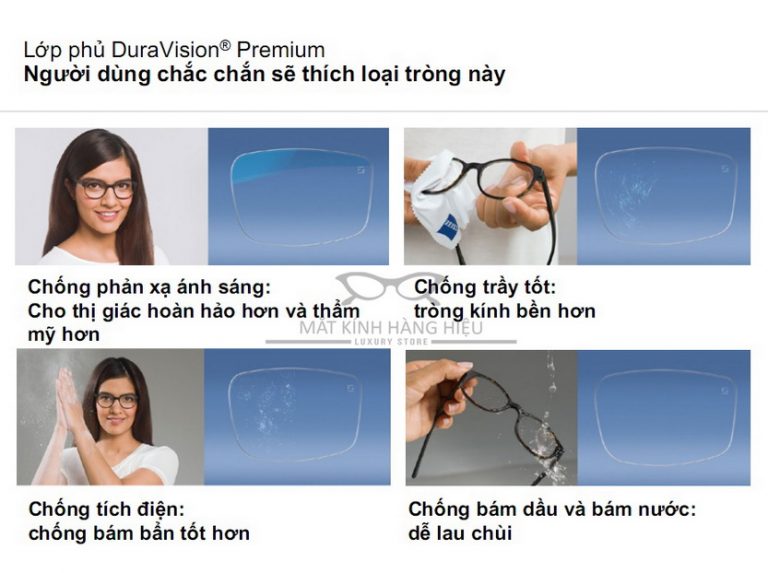 Lớp phủ DuraVision® Premium
Người dùng chắc chắn sẽ thích loại tròng này
Chống phản xạ ánh sáng:
Cho thị giác hoàn hảo hơn và thẩm
mỹ hơn
ZEISS
Chống trầy tốt:
tròng kính bền hơn
MẮT KÍNH HÀNG HIỆU
LUXURY STORE
Chống tích điện:
chống bám bẩn tốt hơn
Chống bám dầu và bám nước:
dễ lau chùi